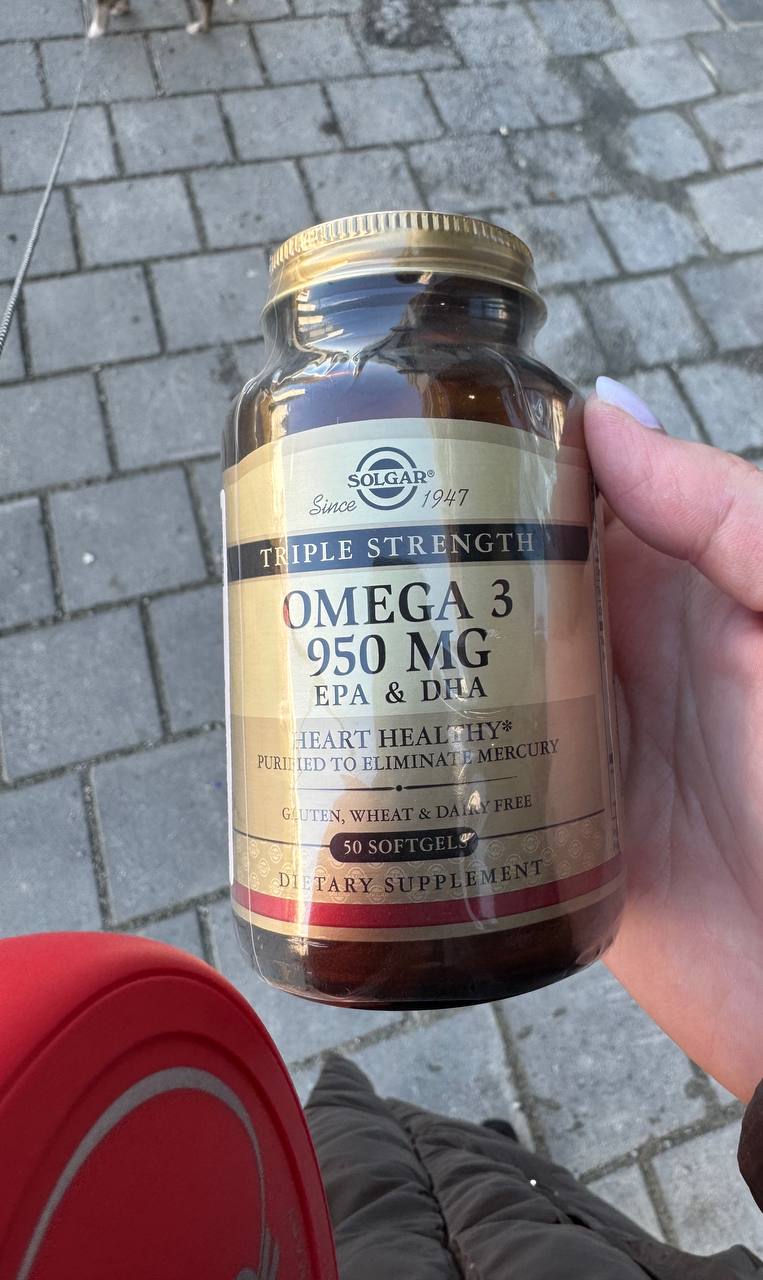 SOLGAR®
Since 1947
TRIPLE STRENGTH
OMEGA 3
950 MG
EPA & DHA
HEART HEALTHY*
PURIFIED TO ELIMINATE MERCURY
GLUTEN, WHEAT & DAIRY FREE
50 SOFTGELS
DIETARY SUPPLEMENT